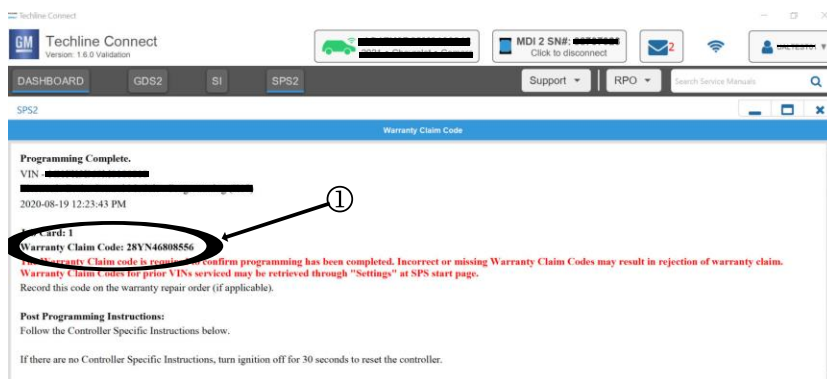 Techline Connect
GM
Techline Connect
Version: 1.6.0 Validation
MDI 2 SN#:
Click to disconnect
2
DASHBOARD GDS2 SI SPS2 Support RPO Search Service Manuals
SPS2
Warranty Claim Code
Programming Complete.
VIN -
2020-08-19 12:23:43 PM
①
Card: 1
Warranty Claim Code: 28YN46808556
The Warranty Claim code is required to confirm programming has been completed. Incorrect or missing Warranty Claim Codes may result in rejection of warranty claim.
Warranty Claim Codes for prior VINs serviced may be retrieved through "Settings" at SPS start page.
Record this code on the warranty repair order (if applicable).
Post Programming Instructions:
Follow the Controller Specific Instructions below.
If there are no Controller Specific Instructions, turn ignition off for 30 seconds to reset the controller.